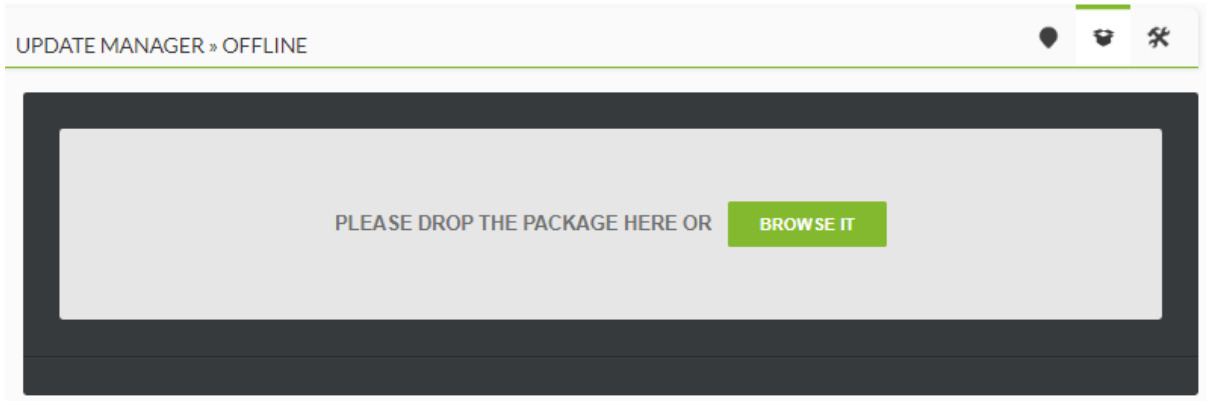 UPDATE MANAGER » OFFLINE
PLEASE DROP THE PACKAGE HERE OR
BROWSE IT